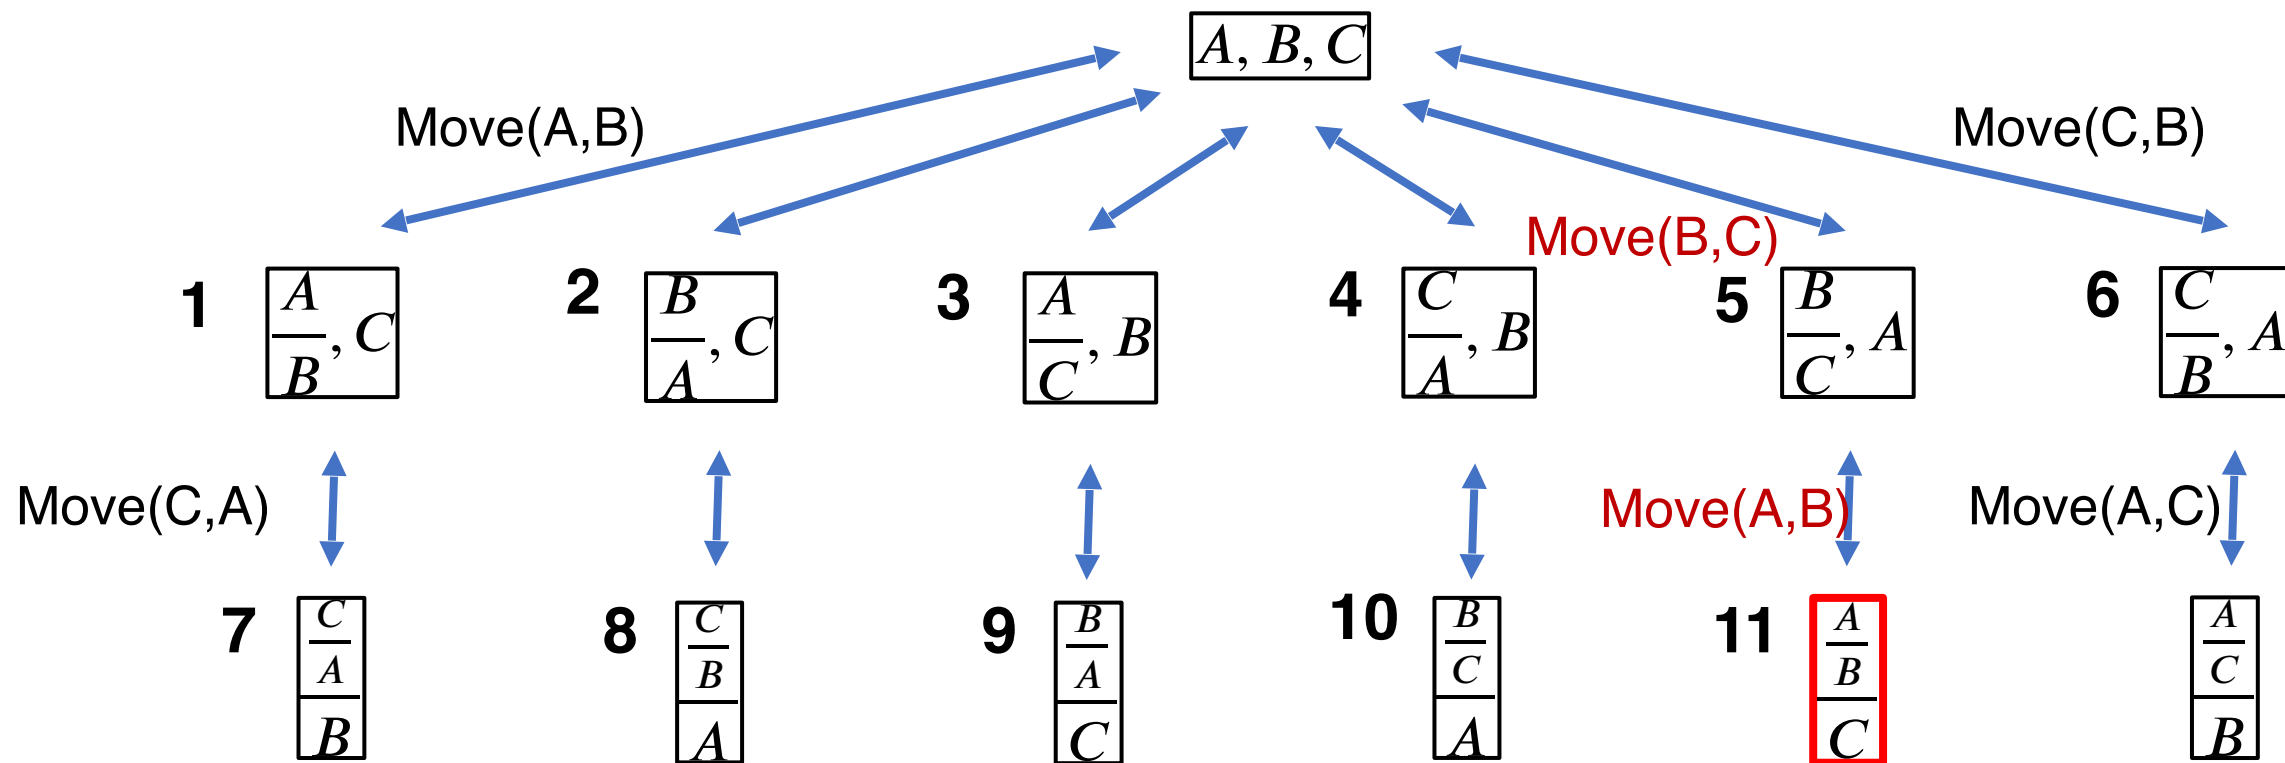 A, B, C
Move(A,B)
Move(C,B)
Move(B,C)
1
A
B
, C
2
B
A
, C
3
A
C
, B
4
C
A
, B
5
B
C
, A
6
C
B
, A
Move(C,A)
Move(A,B)
Move(A,C)
7
C
A
B
8
C
B
A
9
B
A
C
10
B
C
A
11
A
B
C
A
C
B